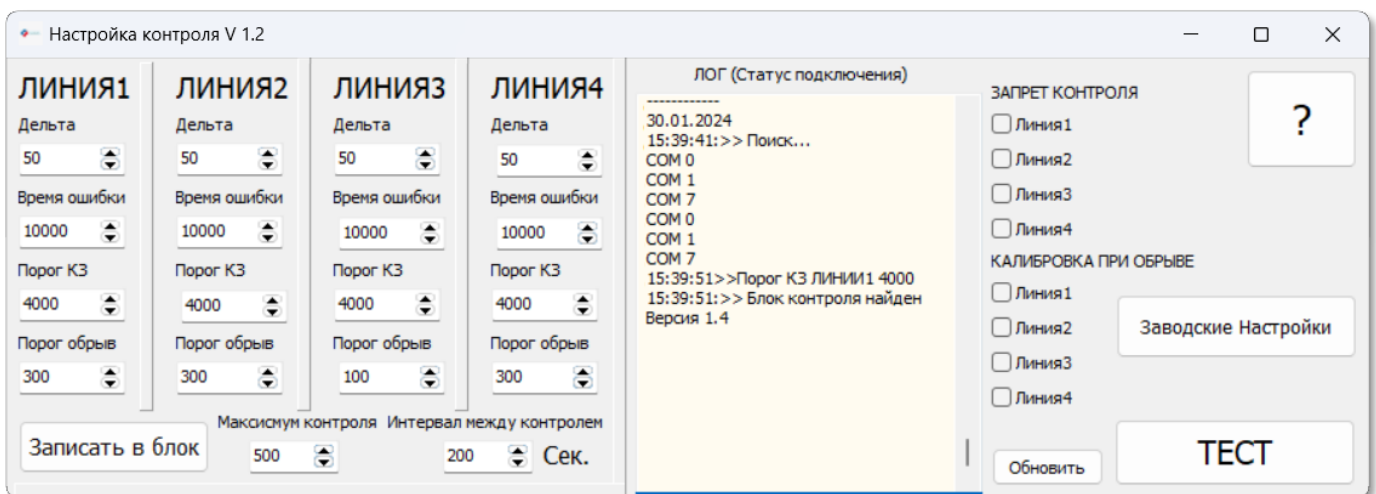 Настройка контроля V 1.2
ЛИНИЯ1 ЛИНИЯ2 ЛИНИЯ3 ЛИНИЯ4
Дельта Дельта Дельта Дельта
50 50 50 50
Время ошибки Время ошибки Время ошибки Время ошибки
10000 10000 10000 10000
Порог КЗ Порог КЗ Порог КЗ Порог КЗ
4000 4000 4000 4000
Порог обрыв Порог обрыв Порог обрыв Порог обрыв
300 300 100 300
Записать в блок
Максисмум контроля Интервал между контролем
500 200 Сек.
ЛОГ (Статус подключения)
------------
30.01.2024
15:39:41:>> Поиск...
COM 0
COM 1
COM 7
COM 0
COM 1
COM 7
15:39:51>>Порог КЗ ЛИНИИ1 4000
15:39:51:>> Блок контроля найден
Версия 1.4
ЗАПРЕТ КОНТРОЛЯ
Линия1
Линия2
Линия3
Линия4
КАЛИБРОВКА ПРИ ОБРЫВЕ
Линия1
Линия2
Линия3
Линия4
?
Заводские Настройки
Обновить
ТЕСТ